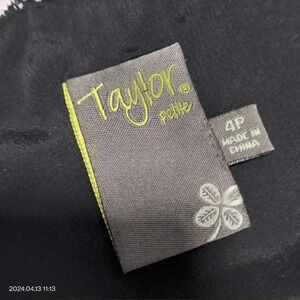 Taylor®
petite
4P
MADE IN
CHINA
2024.04.13 11:13